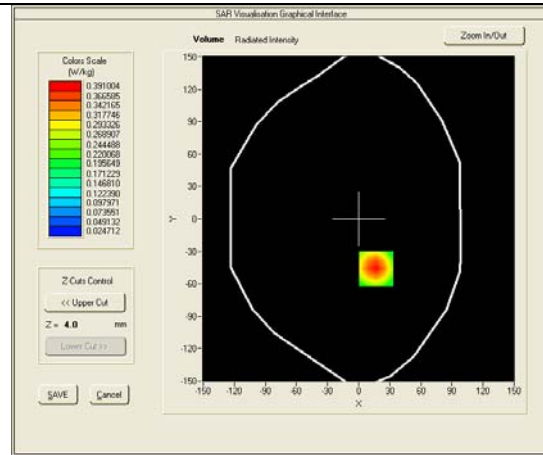 SAR Visualisation Graphical Interface
Volume Radiated Intensity
Zoom In/Out
Colors Scale
(W/kg)
0.391004
0.366585
0.342165
0.317746
0.293326
0.268907
0.244488
0.220068
0.195649
0.171229
0.146810
0.122390
0.097971
0.073551
0.049132
0.024712
Z Cuts Control
<< Upper Cut
Z = 4.0 mm
Lower Cut >>
SAVE Cancel
150
120
90
60
30
0
-30
-60
-90
-120
-150
Y
-150 -120 -90 -60 -30 0 30 60 90 120 150
X